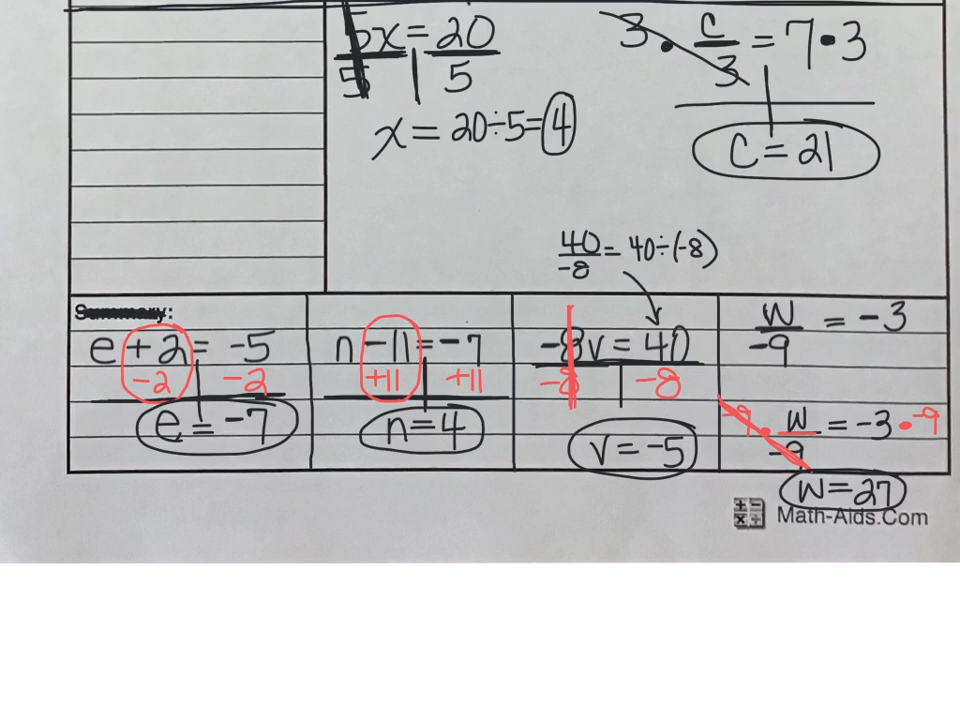 5x = 20
5 | 5
x = 20÷5=4
3 • c/3 = 7•3
c = 21
40/-8 = 40÷(-8)
Summary:
e +2 = -5
-2 | -2
e = -7
n -11 = -7
+11 | +11
n=4
-8v = 40
-8 | -8
v = -5
w/-9 = -3
-9 • w/-9 = -3 • -9
w=27
Math-Aids.Com